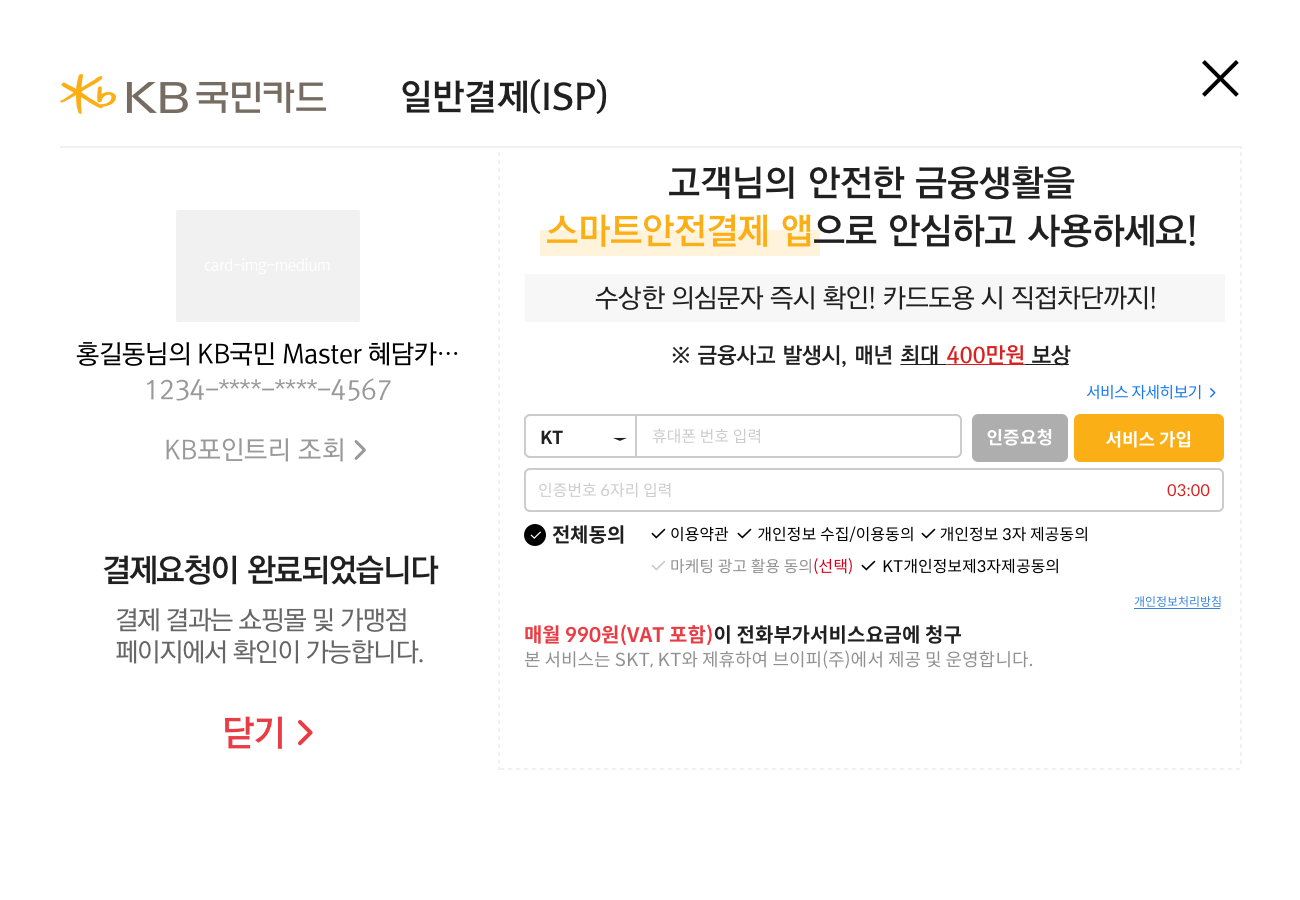 KB국민카드
일반결제(ISP)
card-img-medium
홍길동님의 KB국민 Master 혜담카…
1234-****-****-4567
KB포인트리 조회
결제요청이 완료되었습니다
결제 결과는 쇼핑몰 및 가맹점
페이지에서 확인이 가능합니다.
닫기
고객님의 안전한 금융생활을
스마트안전결제 앱으로 안심하고 사용하세요!
수상한 의심문자 즉시 확인! 카드도용 시 직접차단까지!
※ 금융사고 발생시, 매년 최대 400만원 보상
서비스 자세히보기
KT 휴대폰 번호 입력 인증요청 서비스 가입
인증번호 6자리 입력 03:00
전체동의 이용약관 개인정보 수집/이용동의 개인정보 3자 제공동의
마케팅 광고 활용 동의(선택) KT개인정보제3자제공동의
개인정보처리방침
매월 990원(VAT 포함)이 전화부가서비스요금에 청구
본 서비스는 SKT, KT와 제휴하여 브이피(주)에서 제공 및 운영합니다.